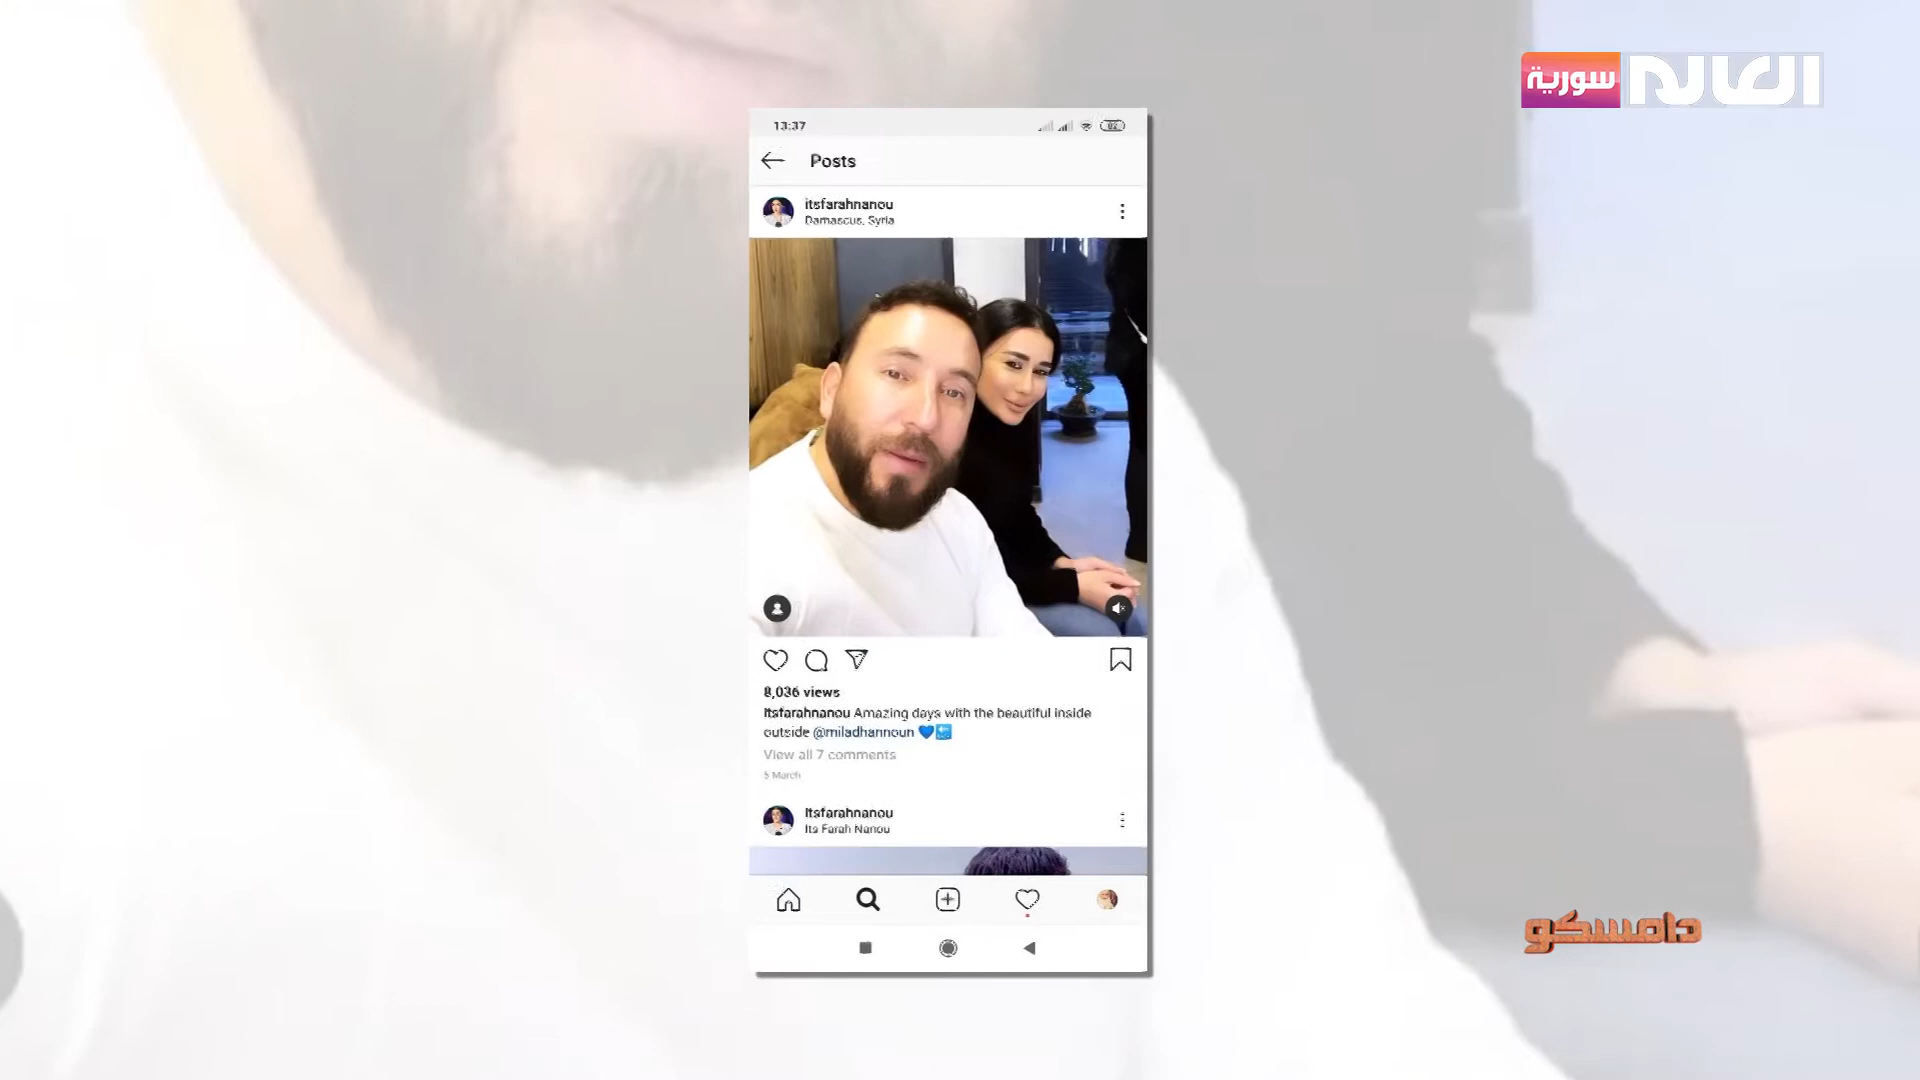 العالم سورية
13:37
Posts
itsfarahnanou
Damascus, Syria
8,036 views
itsfarahnanou Amazing days with the beautiful inside
outside @miladhannoun 💙
View all 7 comments
5 March
itsfarahnanou
Its Farah Nanou
دامسكو